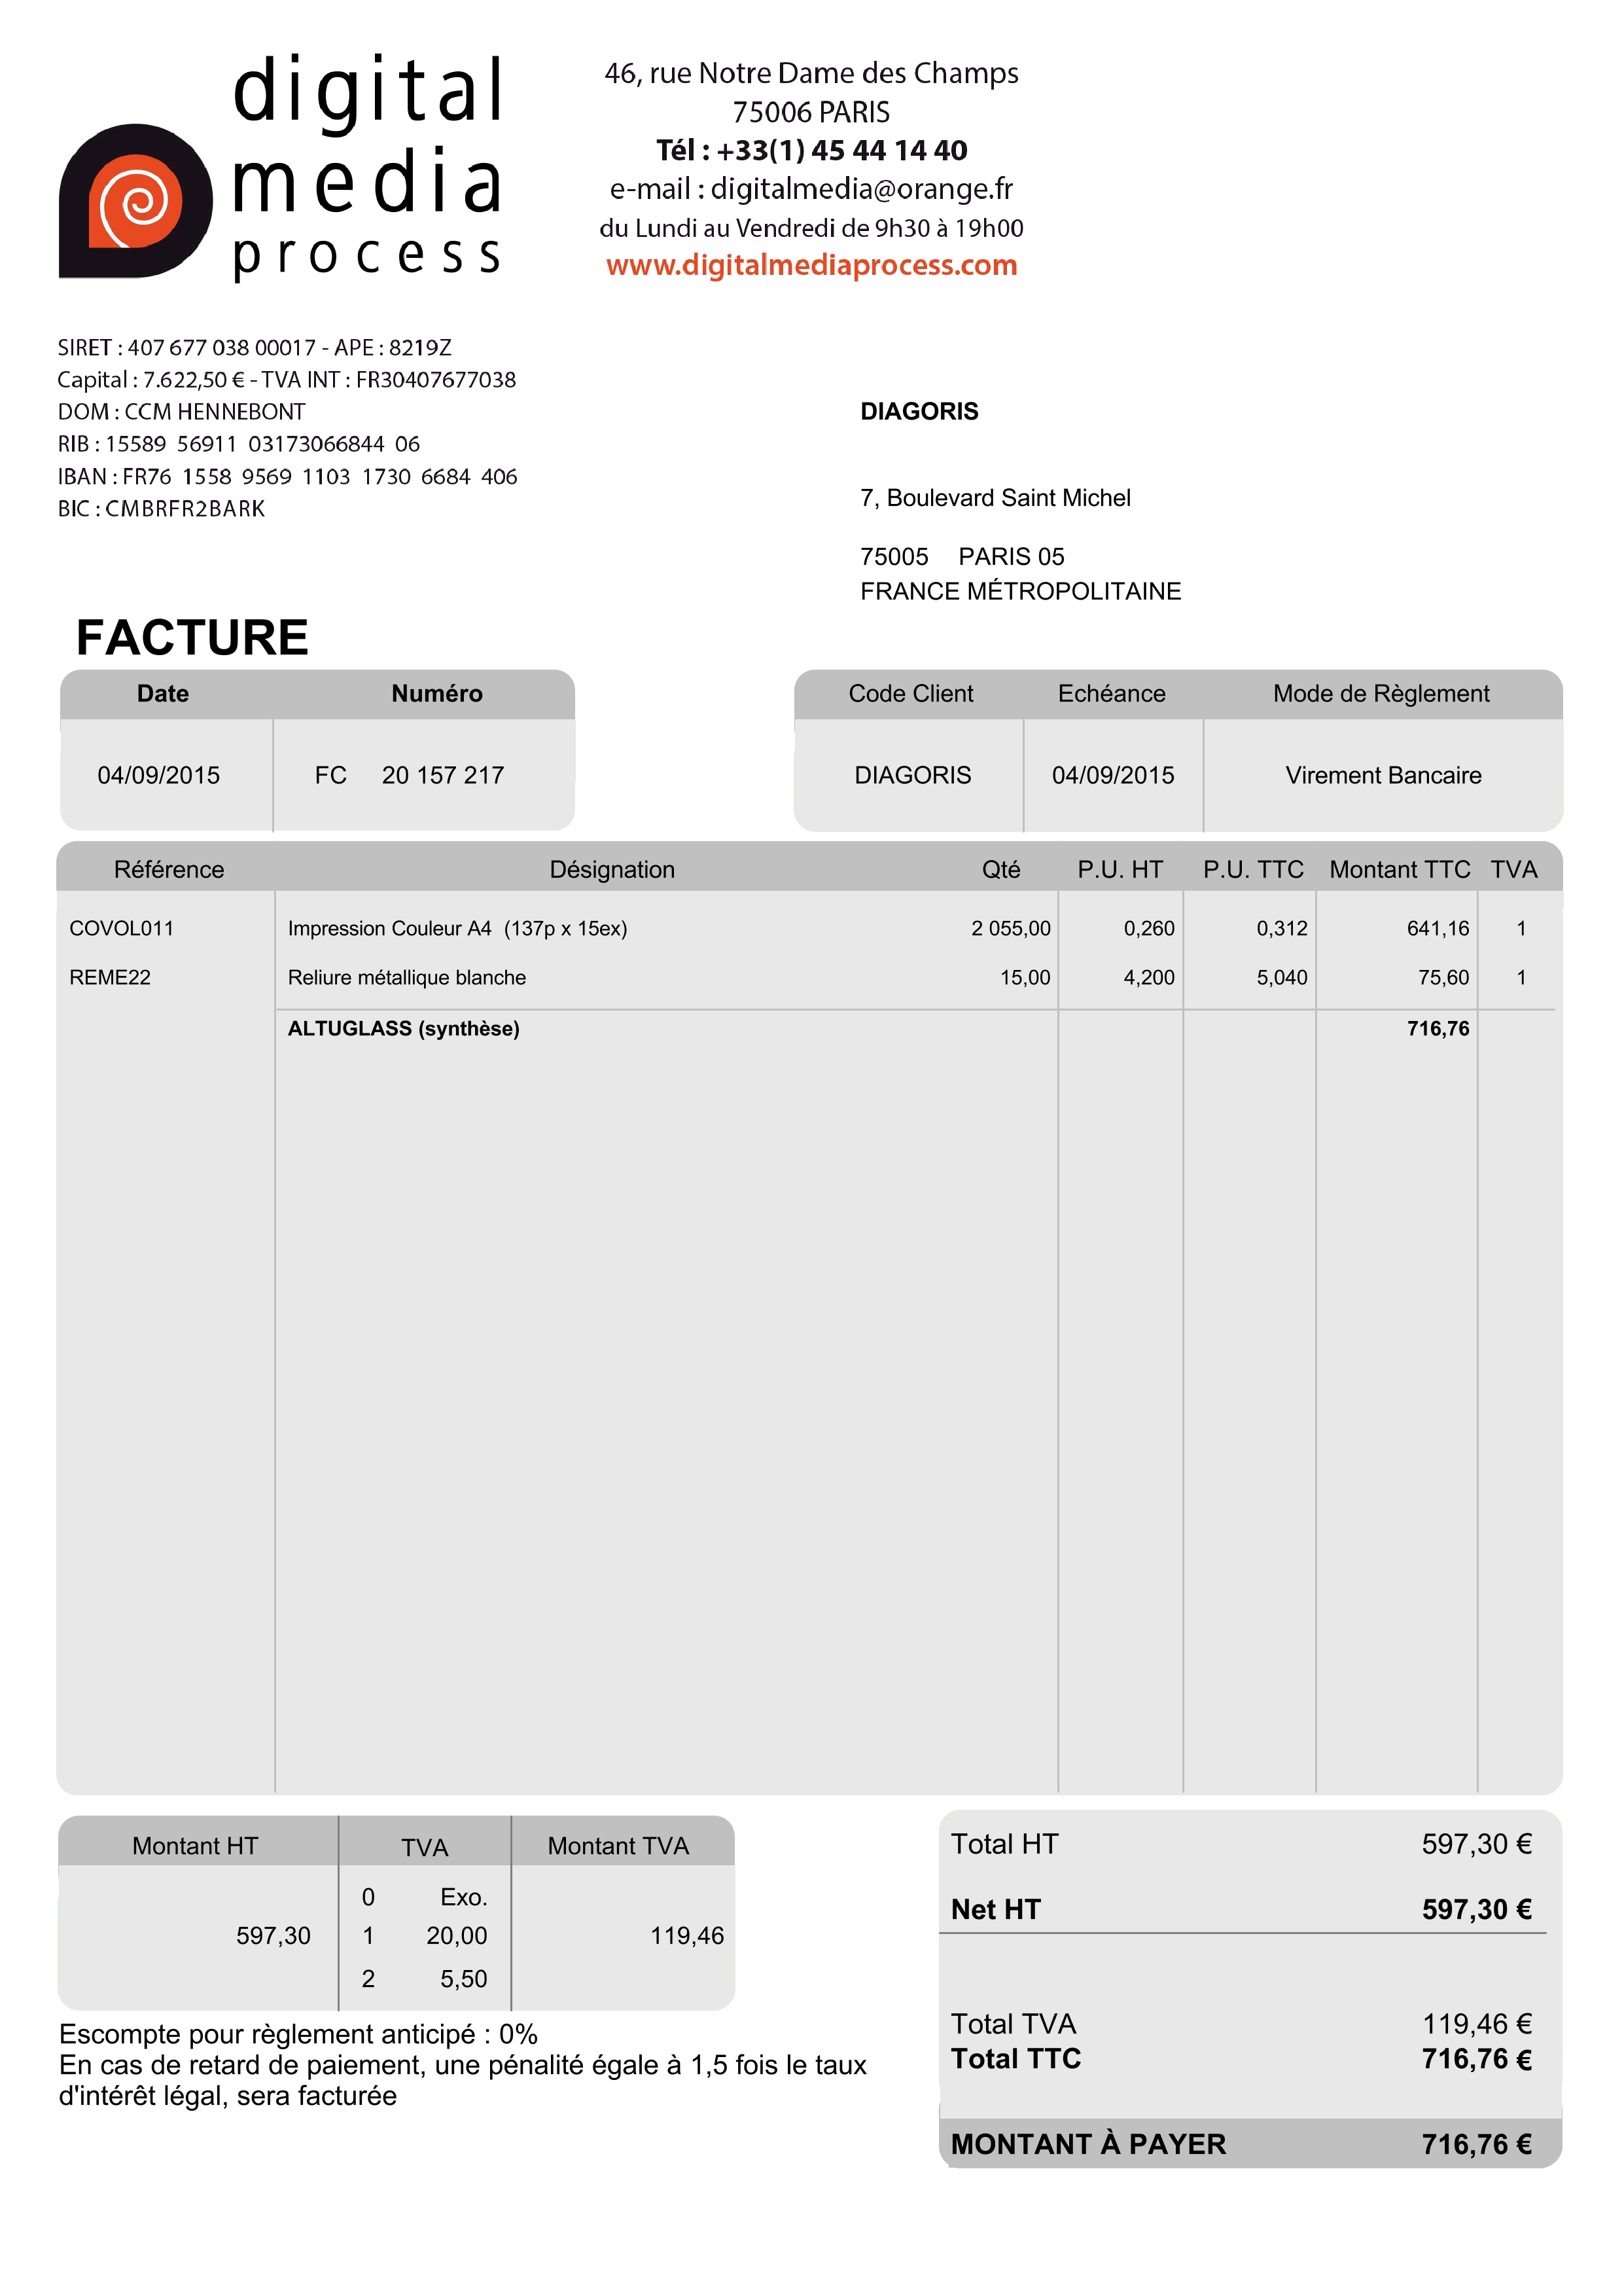 digital
media
process
46, rue Notre Dame des Champs
75006 PARIS
Tél : +33(1) 45 44 14 40
e-mail : digitalmedia@orange.fr
du Lundi au Vendredi de 9h30 à 19h00
www.digitalmediaprocess.com
SIRET : 407 677 038 00017 - APE : 8219Z
Capital : 7.622,50 € - TVA INT : FR30407677038
DOM : CCM HENNEBONT
RIB : 15589 56911 03173066844 06
IBAN : FR76 1558 9569 1103 1730 6684 406
BIC : CMBRFR2BARK
DIAGORIS
7, Boulevard Saint Michel
75005 PARIS 05
FRANCE MÉTROPOLITAINE
FACTURE
Date Numéro
04/09/2015 FC 20 157 217
Code Client Echéance Mode de Règlement
DIAGORIS 04/09/2015 Virement Bancaire
Référence Désignation Qté P.U. HT P.U. TTC Montant TTC TVA
COVOL011 Impression Couleur A4 (137p x 15ex) 2 055,00 0,260 0,312 641,16 1
REME22 Reliure métallique blanche 15,00 4,200 5,040 75,60 1
ALTUGLASS (synthèse) 716,76
Montant HT TVA Montant TVA
0 Exo.
597,30 1 20,00 119,46
2 5,50
Escompte pour règlement anticipé : 0%
En cas de retard de paiement, une pénalité égale à 1,5 fois le taux
d'intérêt légal, sera facturée
Total HT 597,30 €
Net HT 597,30 €
Total TVA 119,46 €
Total TTC 716,76 €
MONTANT À PAYER 716,76 €